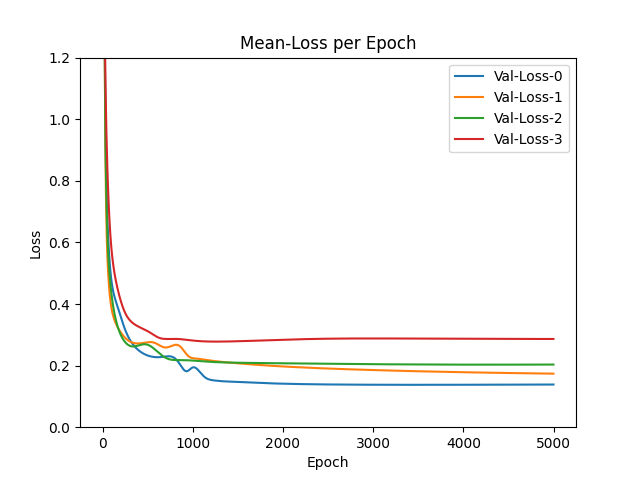 Mean-Loss per Epoch
1.2
1.0
0.8
0.6
0.4
0.2
0.0
Loss
Val-Loss-0
Val-Loss-1
Val-Loss-2
Val-Loss-3
0 1000 2000 3000 4000 5000
Epoch